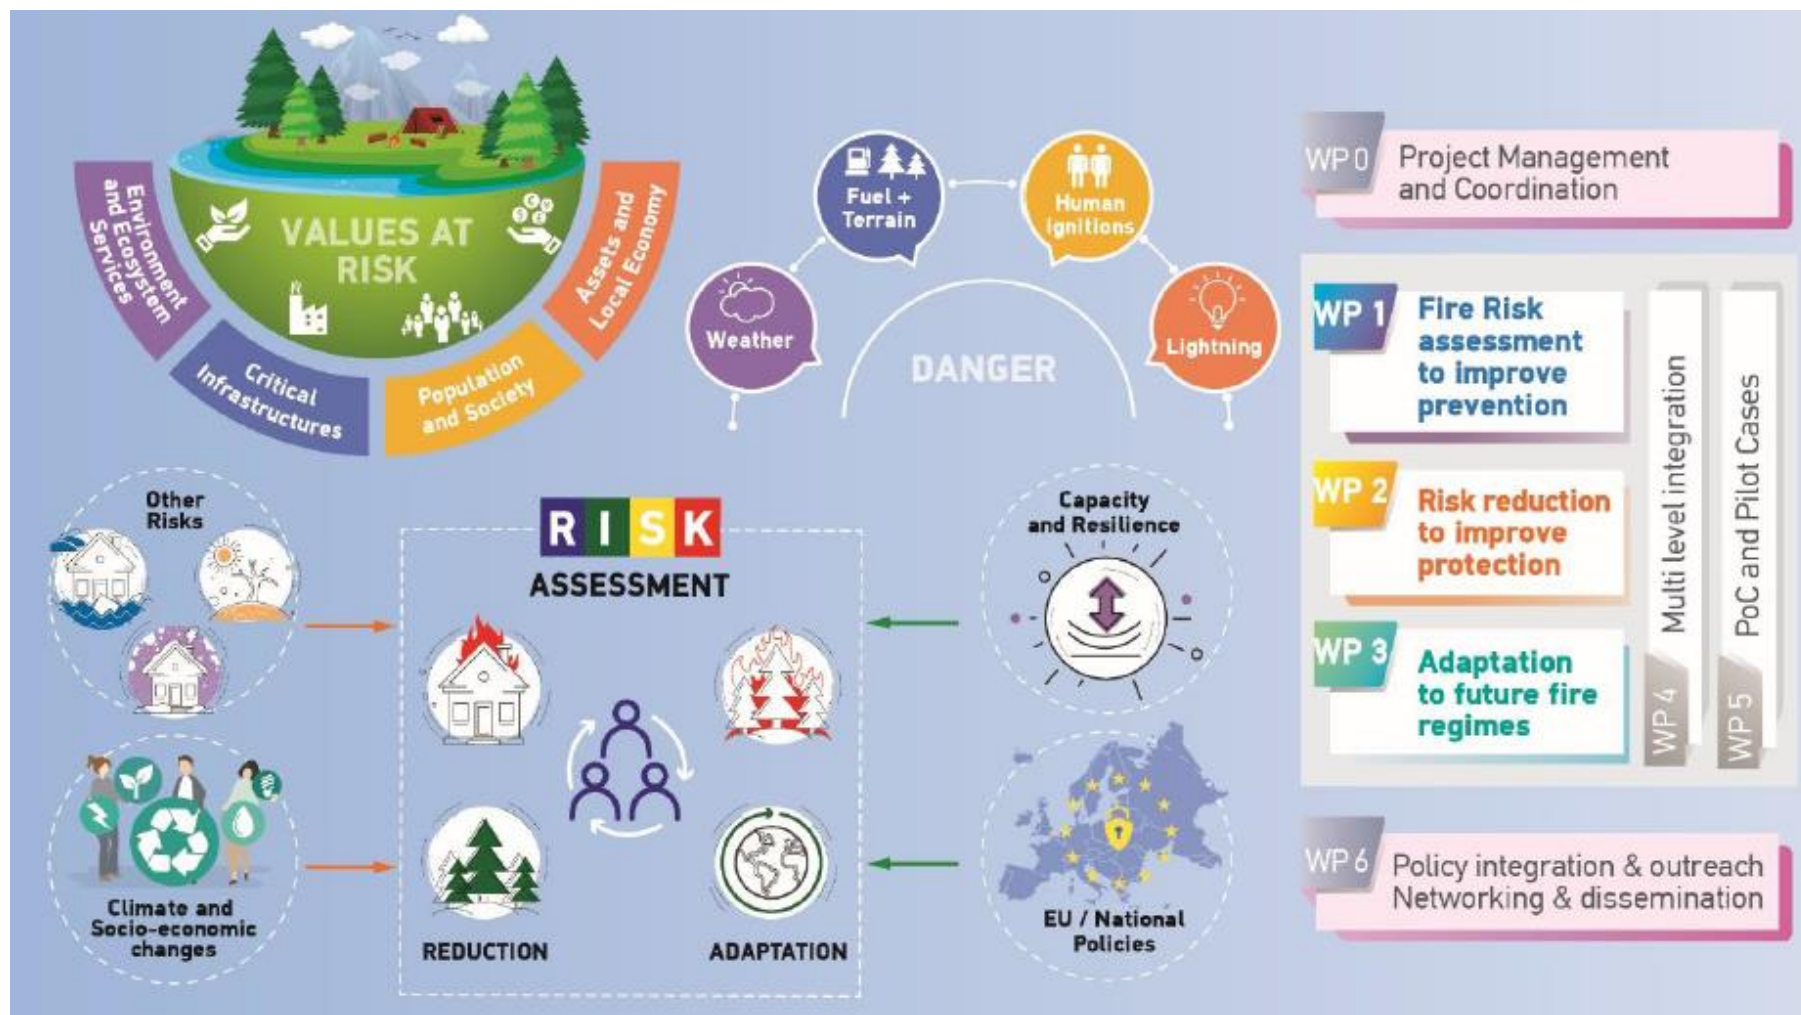 VALUES AT
RISK
Environment
and Ecosystem
Services
Critical
Infrastructures
Population
and Society
Assets and
Local Economy
Weather
Fuel +
Terrain
Human
Ignitions
Lightning
DANGER
Other
Risks
Climate and
Socio-economic
changes
RISK
ASSESSMENT
REDUCTION
ADAPTATION
Capacity
and Resilience
EU / National
Policies
WP 0
Project Management
and Coordination
WP 1
Fire Risk
assessment
to improve
prevention
WP 2
Risk reduction
to improve
protection
WP 3
Adaptation
to future fire
regimes
WP 4
Multi level integration
WP 5
PoC and Pilot Cases
WP 6
Policy integration & outreach
Networking & dissemination